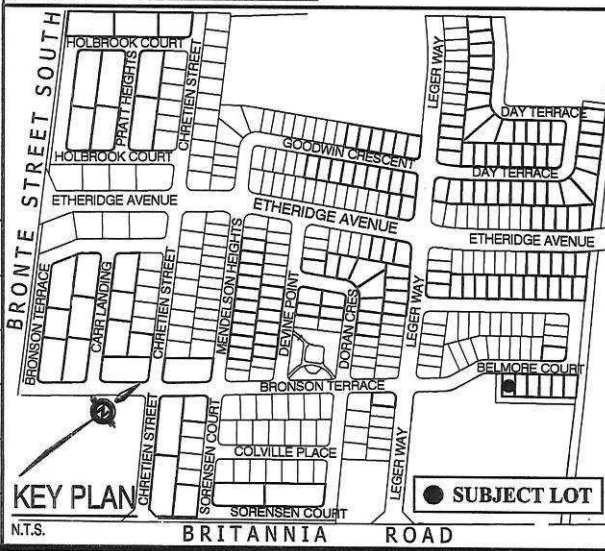 HOLBROOK COURT
BRONTE STREET SOUTH
PRATT HEIGHTS
CHRETIEN STREET
LEGER WAY
DAY TERRACE
GOODWIN CRESCENT
HOLBROOK COURT
DAY TERRACE
ETHERIDGE AVENUE
ETHERIDGE AVENUE
ETHERIDGE AVENUE
BRONSON TERRACE
CARR LANDING
CHRETIEN STREET
MENDELSON HEIGHTS
DEVINE POINT
DORAN CRES
LEGER WAY
BELMORE COURT
BRONSON TERRACE
N
CHRETIEN STREET
SORENSEN COURT
COLVILLE PLACE
LEGER WAY
KEY PLAN
SUBJECT LOT
SORENSEN COURT
N.T.S.
BRITANNIA ROAD